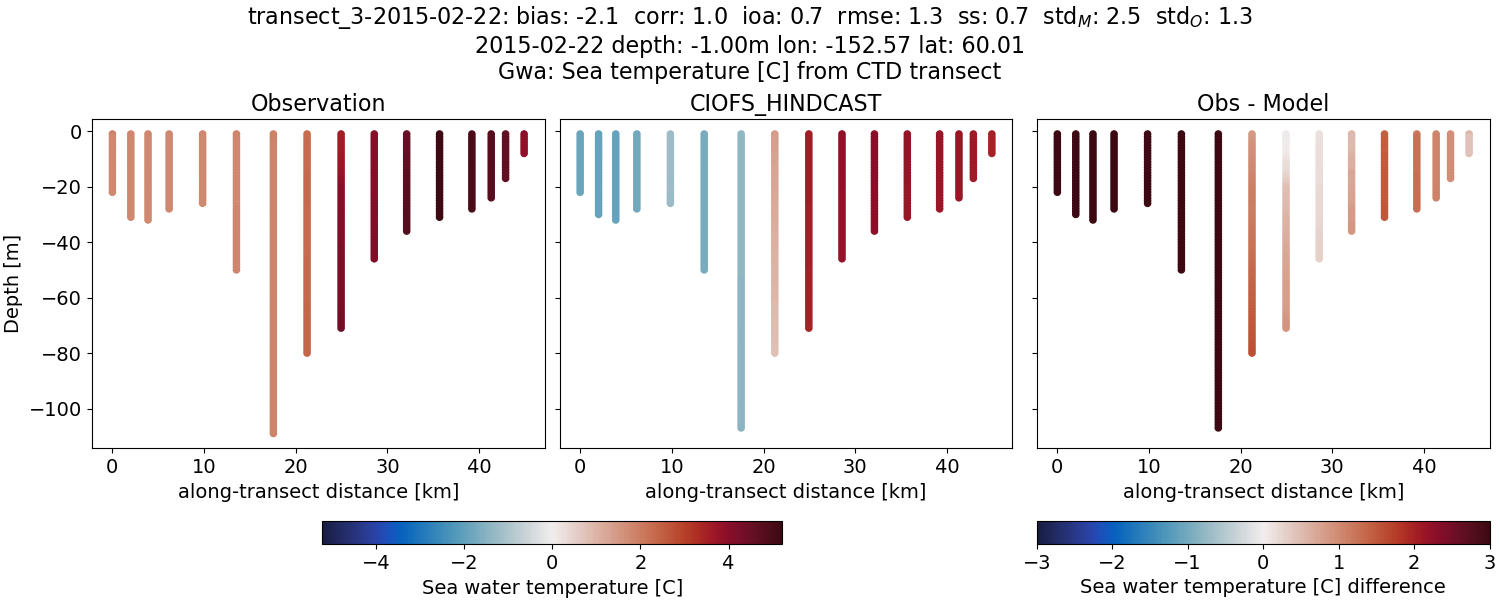 transect_3-2015-02-22: bias: -2.1  corr: 1.0  ioa: 0.7  rmse: 1.3  ss: 0.7  std_M: 2.5  std_O: 1.3
2015-02-22 depth: -1.00m lon: -152.57 lat: 60.01
Gwa: Sea temperature [C] from CTD transect
Observation
CIOFS_HINDCAST
Obs - Model
Depth [m]
0
−20
−40
−60
−80
−100
0 10 20 30 40
0 10 20 30 40
0 10 20 30 40
along-transect distance [km]
along-transect distance [km]
along-transect distance [km]
−4 −2 0 2 4
Sea water temperature [C]
−3 −2 −1 0 1 2 3
Sea water temperature [C] difference